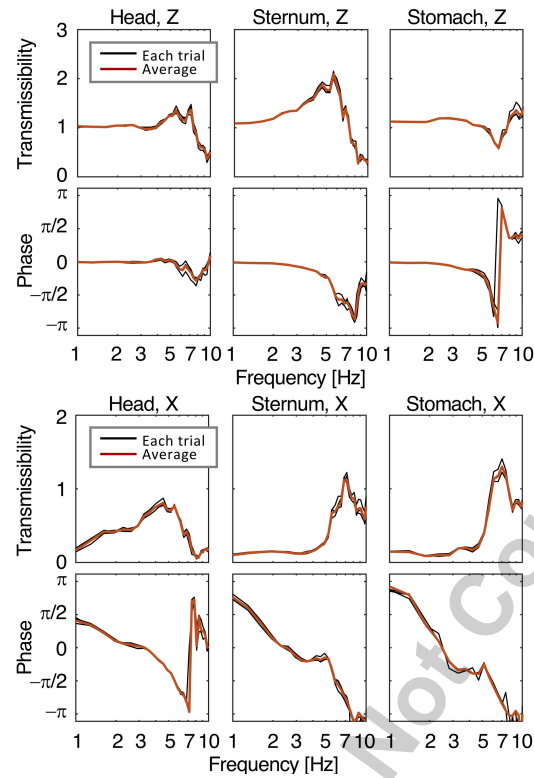 Head, Z Sternum, Z Stomach, Z
Transmissibility
3
2
1
0
Each trial
Average
Phase
π
π/2
0
−π/2
−π
1 2 3 5 7 10 1 2 3 5 7 10 1 2 3 5 7 10
Frequency [Hz]
Head, X Sternum, X Stomach, X
Transmissibility
2
1
0
Each trial
Average
Phase
π
π/2
0
−π/2
−π
1 2 3 5 7 10 1 2 3 5 7 10 1 2 3 5 7 10
Frequency [Hz]
Not